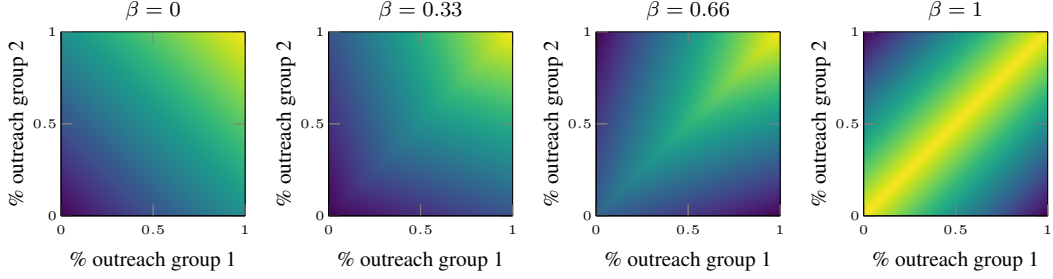 β = 0
β = 0.33
β = 0.66
β = 1
% outreach group 2
1
0.5
0
0
0.5
1
% outreach group 1
% outreach group 2
1
0.5
0
0
0.5
1
% outreach group 1
% outreach group 2
1
0.5
0
0
0.5
1
% outreach group 1
% outreach group 2
1
0.5
0
0
0.5
1
% outreach group 1